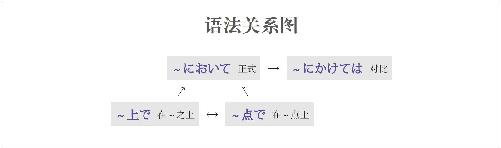 语法关系图
~において 正式 → ~にかけては 对比
↗ ↘
~上で 在~之上 ↔ ~点で 在~点上